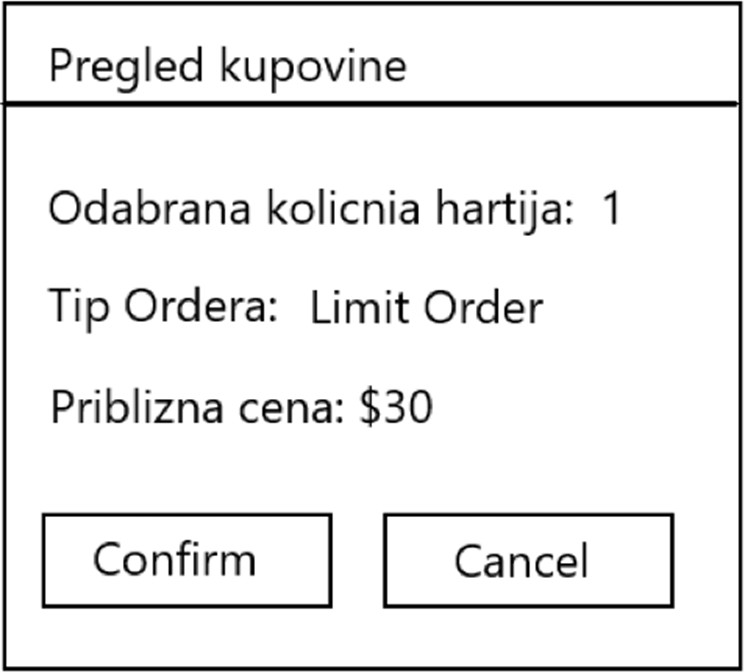 Pregled kupovine
Odabrana kolicnia hartija: 1
Tip Ordera: Limit Order
Priblizna cena: $30
Confirm Cancel